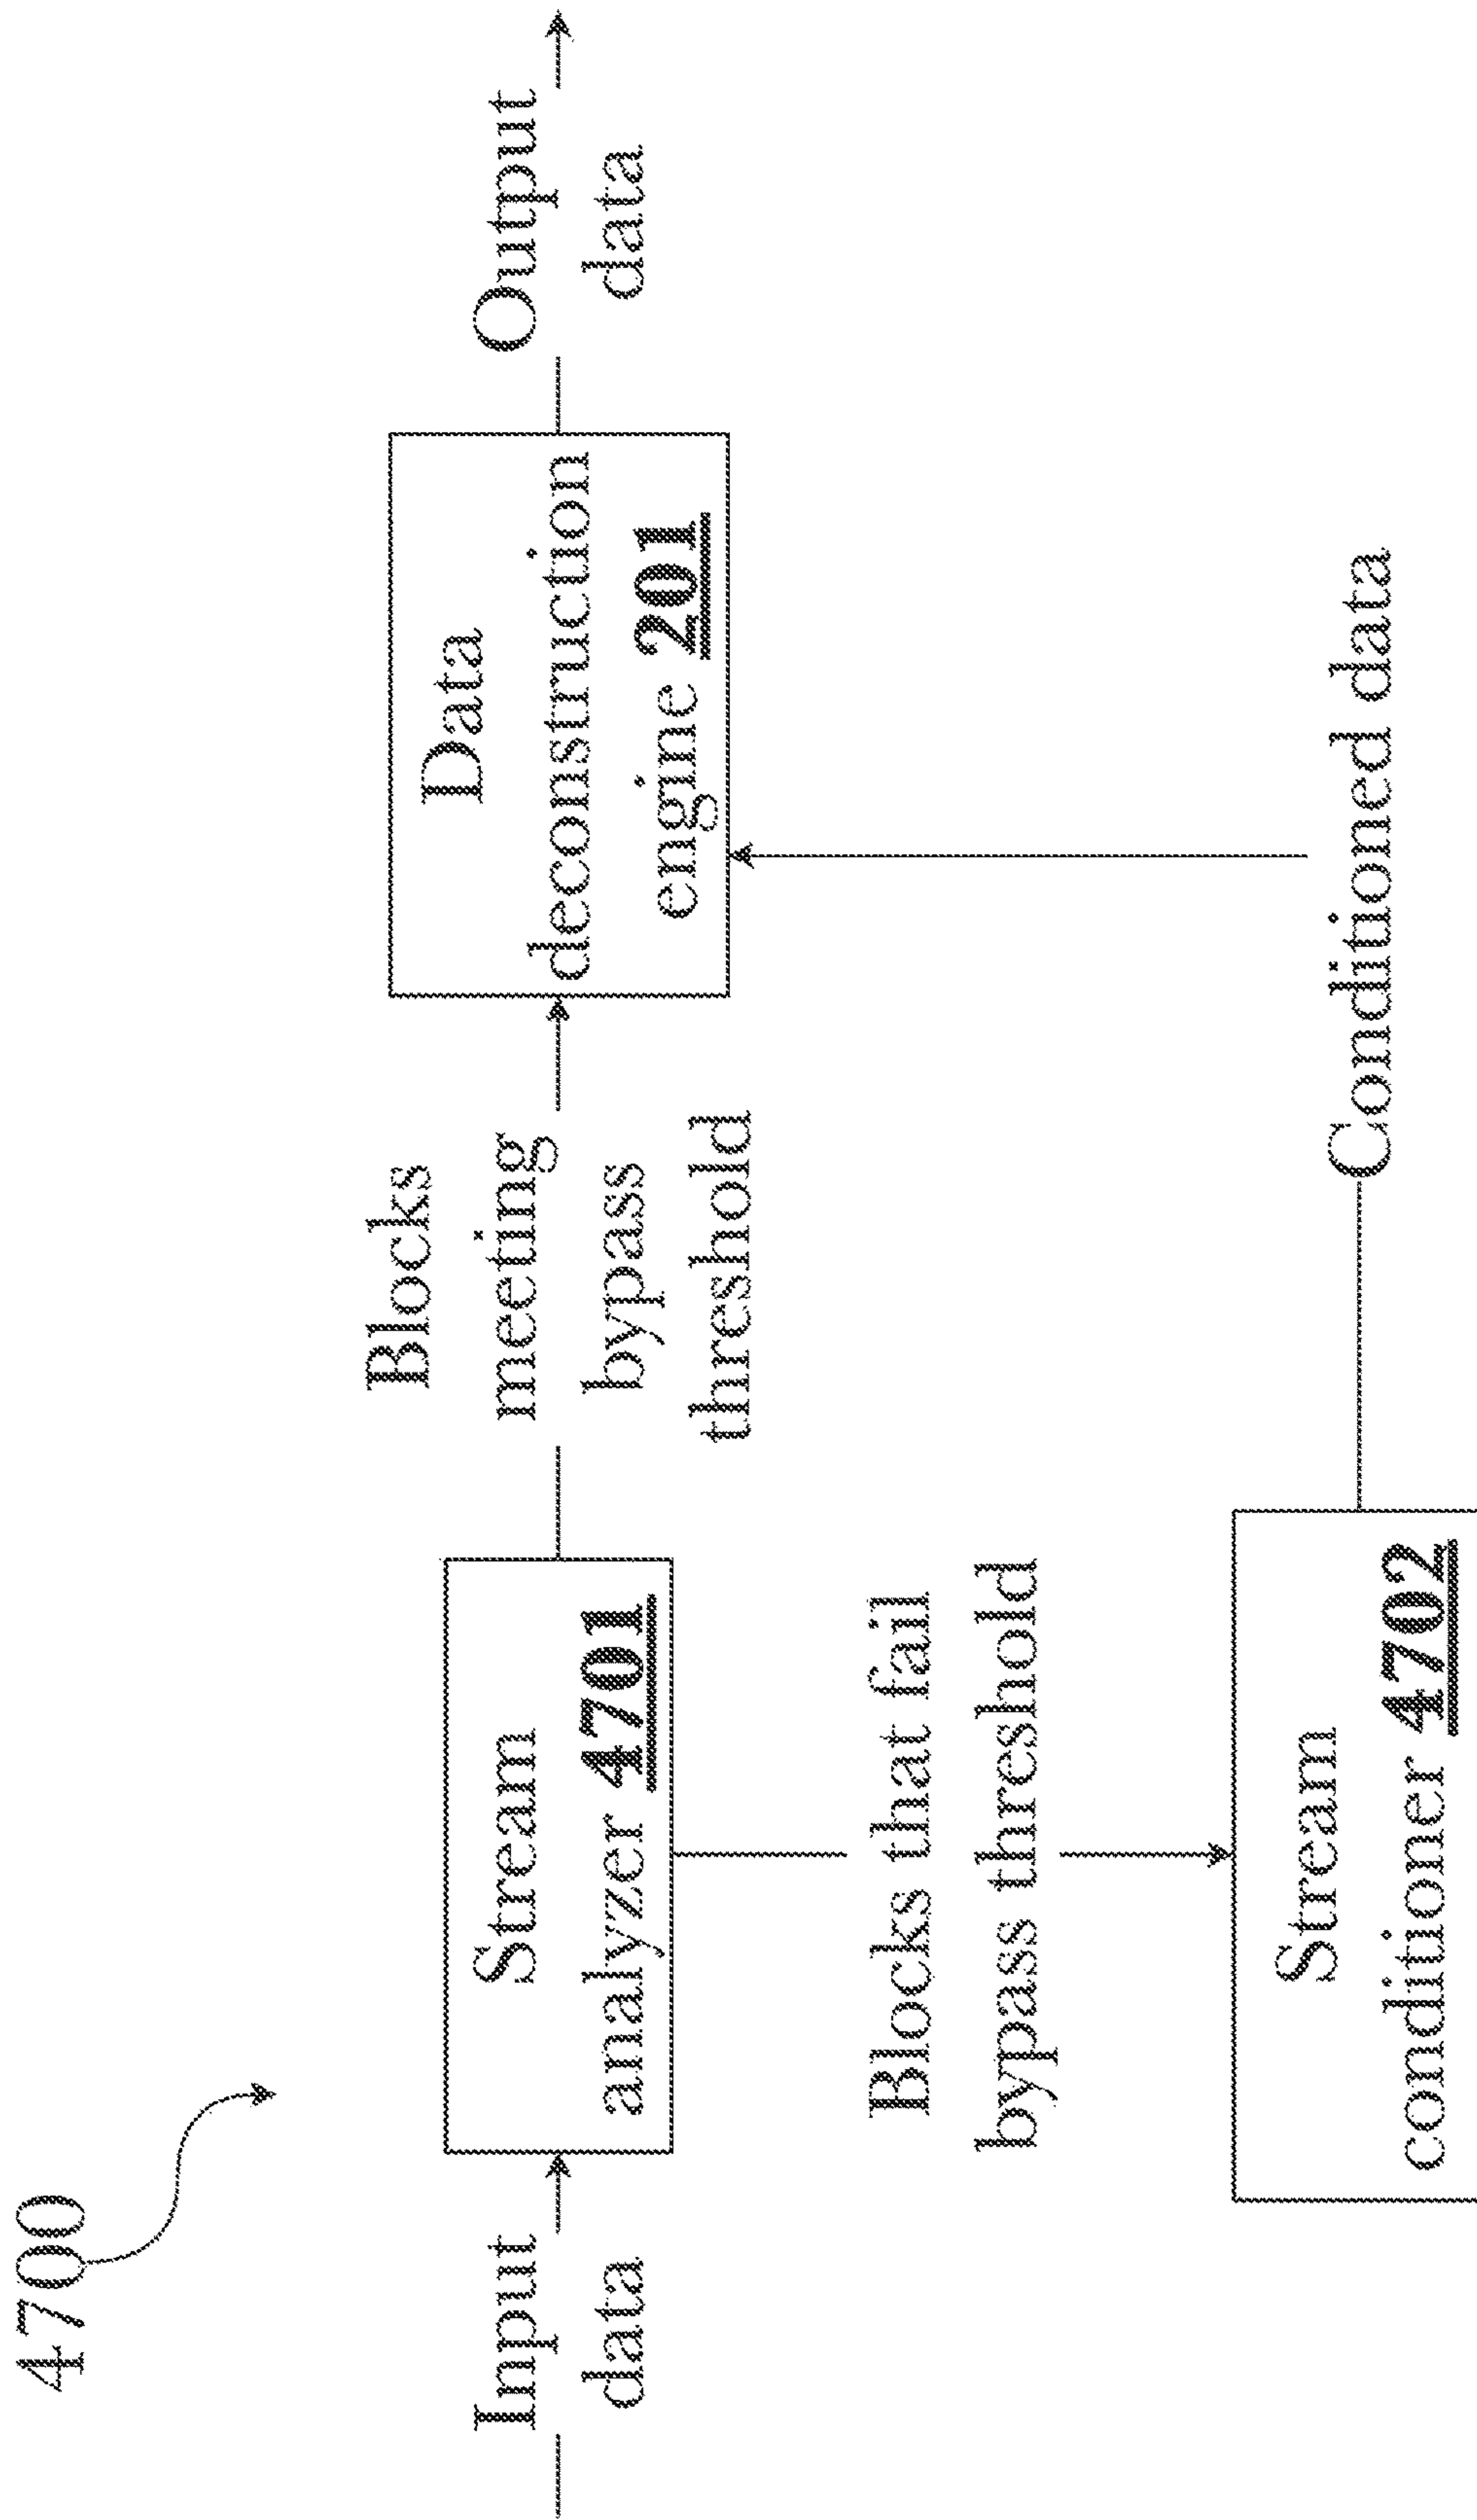 4700
Input
data
Stream
analyzer 4701
Blocks
meeting
bypass
threshold
Data
deconstruction
engine 201
Output
data
Blocks that fail
bypass threshold
Stream
conditioner 4702
Conditioned data